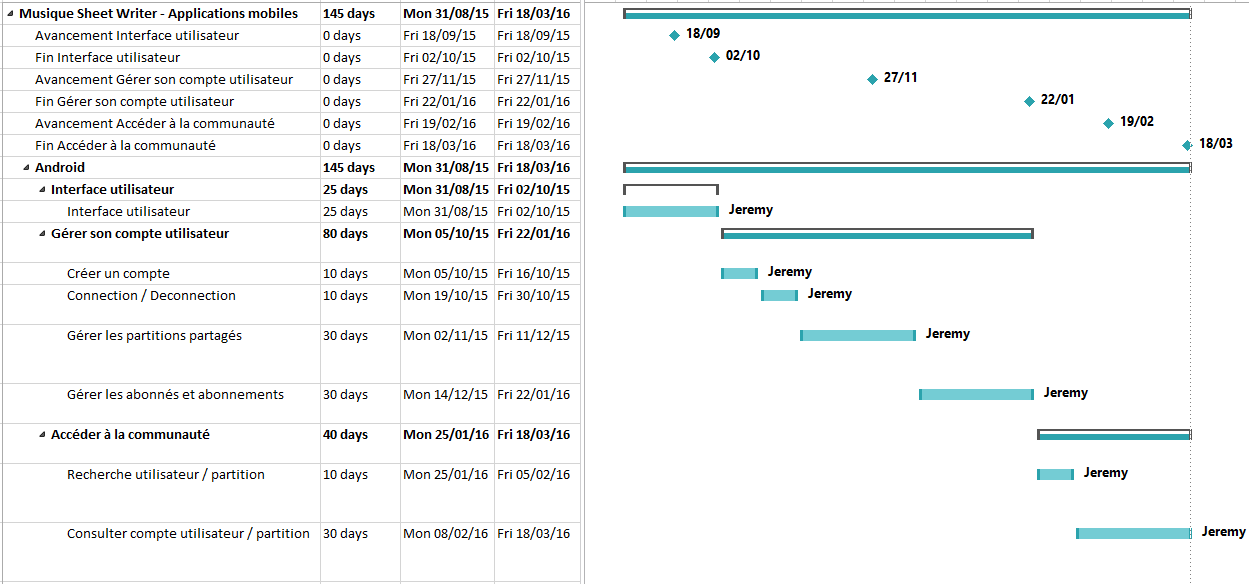 Musique Sheet Writer - Applications mobiles 145 days Mon 31/08/15 Fri 18/03/16
Avancement Interface utilisateur 0 days Fri 18/09/15 Fri 18/09/15 18/09
Fin Interface utilisateur 0 days Fri 02/10/15 Fri 02/10/15 02/10
Avancement Gérer son compte utilisateur 0 days Fri 27/11/15 Fri 27/11/15 27/11
Fin Gérer son compte utilisateur 0 days Fri 22/01/16 Fri 22/01/16 22/01
Avancement Accéder à la communauté 0 days Fri 19/02/16 Fri 19/02/16 19/02
Fin Accéder à la communauté 0 days Fri 18/03/16 Fri 18/03/16 18/03
Android 145 days Mon 31/08/15 Fri 18/03/16
Interface utilisateur 25 days Mon 31/08/15 Fri 02/10/15
Interface utilisateur 25 days Mon 31/08/15 Fri 02/10/15 Jeremy
Gérer son compte utilisateur 80 days Mon 05/10/15 Fri 22/01/16
Créer un compte 10 days Mon 05/10/15 Fri 16/10/15 Jeremy
Connection / Deconnection 10 days Mon 19/10/15 Fri 30/10/15 Jeremy
Gérer les partitions partagés 30 days Mon 02/11/15 Fri 11/12/15 Jeremy
Gérer les abonnés et abonnements 30 days Mon 14/12/15 Fri 22/01/16 Jeremy
Accéder à la communauté 40 days Mon 25/01/16 Fri 18/03/16
Recherche utilisateur / partition 10 days Mon 25/01/16 Fri 05/02/16 Jeremy
Consulter compte utilisateur / partition 30 days Mon 08/02/16 Fri 18/03/16 Jeremy